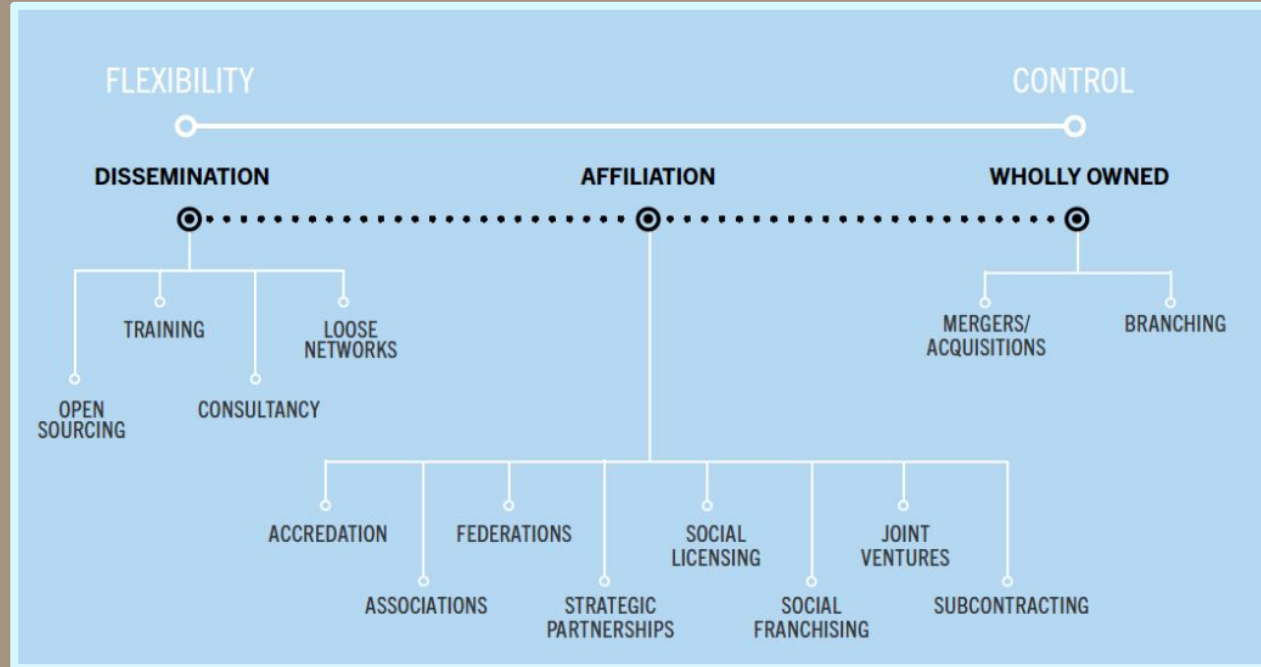 FLEXIBILITY
CONTROL
DISSEMINATION
AFFILIATION
WHOLLY OWNED
TRAINING
LOOSE
NETWORKS
MERGERS/
ACQUISITIONS
BRANCHING
OPEN
SOURCING
CONSULTANCY
ACCREDATION
FEDERATIONS
SOCIAL
LICENSING
JOINT
VENTURES
ASSOCIATIONS
STRATEGIC
PARTNERSHIPS
SOCIAL
FRANCHISING
SUBCONTRACTING